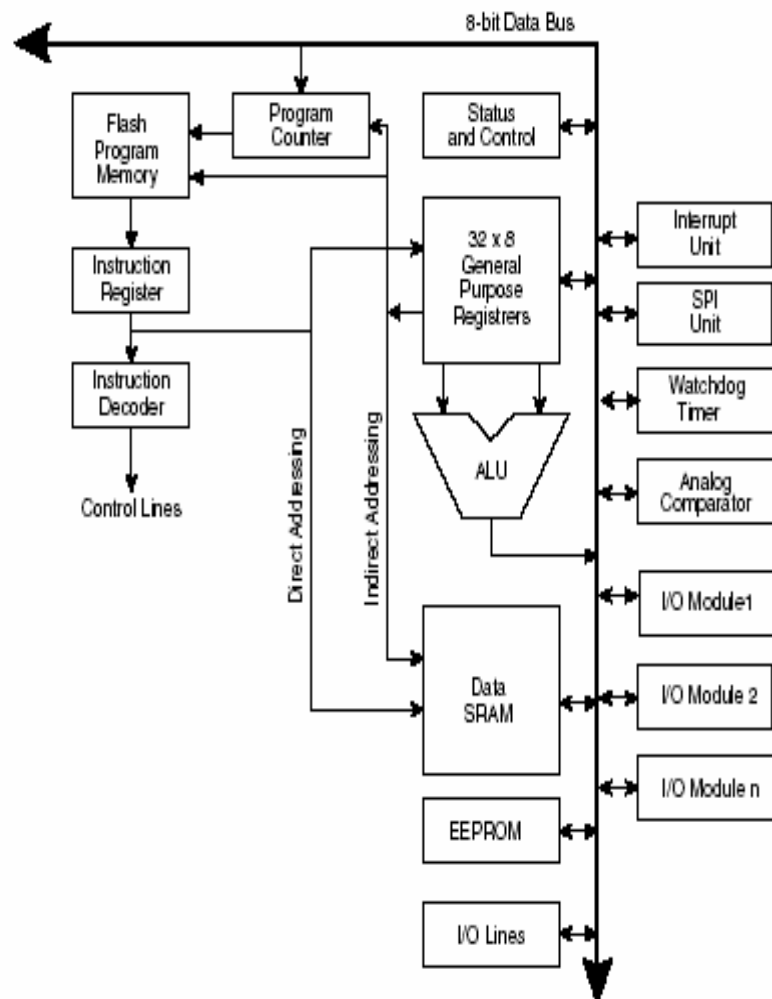 8-bit Data Bus
Flash
Program
Memory
Program
Counter
Status
and Control
Instruction
Register
32 x 8
General
Purpose
Registrers
Interrupt
Unit
SPI
Unit
Instruction
Decoder
Watchdog
Timer
Control Lines
Direct Addressing
Indirect Addressing
ALU
Analog
Comparator
I/O Module1
Data
SRAM
I/O Module 2
I/O Module n
EEPROM
I/O Lines